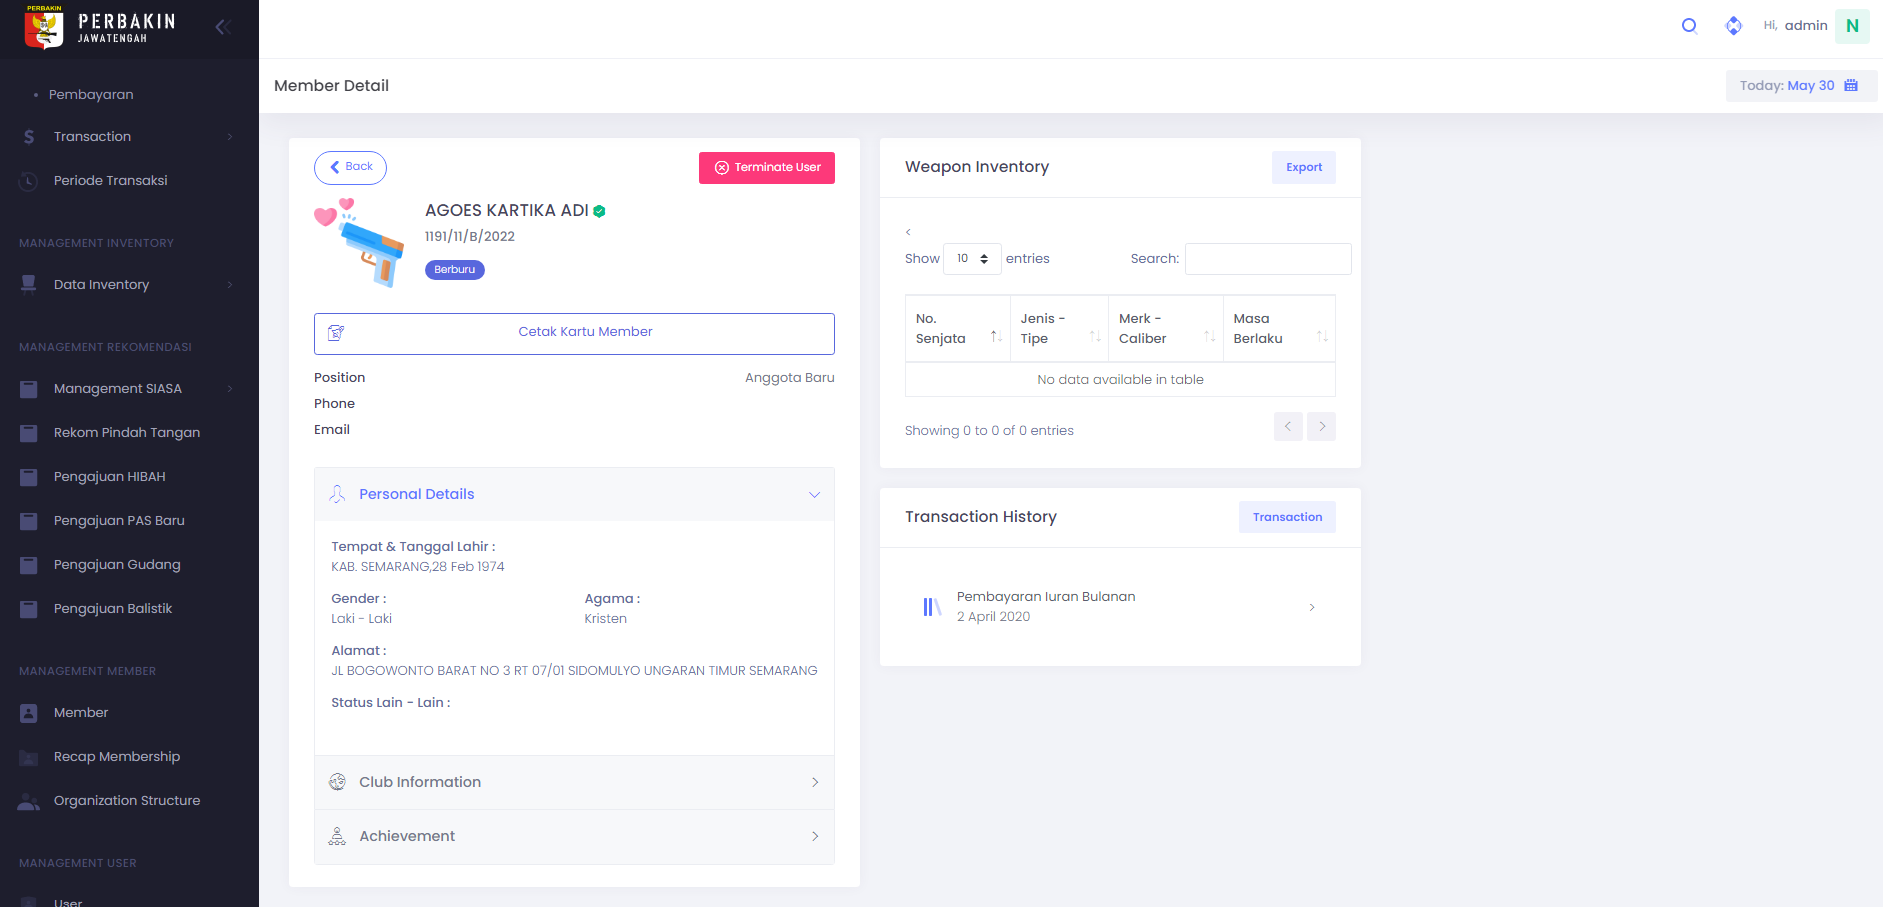 PERBAKIN
PERBAKIN
JAWATENGAH
Hi, admin
N
Pembayaran
Transaction
Periode Transaksi
MANAGEMENT INVENTORY
Data Inventory
MANAGEMENT REKOMENDASI
Management SIASA
Rekom Pindah Tangan
Pengajuan HIBAH
Pengajuan PAS Baru
Pengajuan Gudang
Pengajuan Balistik
MANAGEMENT MEMBER
Member
Recap Membership
Organization Structure
MANAGEMENT USER
User
Member Detail
Today: May 30
Back
Terminate User
AGOES KARTIKA ADI
1191/11/B/2022
Berburu
Cetak Kartu Member
Position Anggota Baru
Phone
Email
Personal Details
Tempat & Tanggal Lahir :
KAB. SEMARANG,28 Feb 1974
Gender : Agama :
Laki - Laki Kristen
Alamat :
JL BOGOWONTO BARAT NO 3 RT 07/01 SIDOMULYO UNGARAN TIMUR SEMARANG
Status Lain - Lain :
Club Information
Achievement
Weapon Inventory
Export
<
Show 10 entries Search:
No. Senjata
Jenis - Tipe
Merk - Caliber
Masa Berlaku
No data available in table
Showing 0 to 0 of 0 entries
Transaction History
Transaction
Pembayaran Iuran Bulanan
2 April 2020